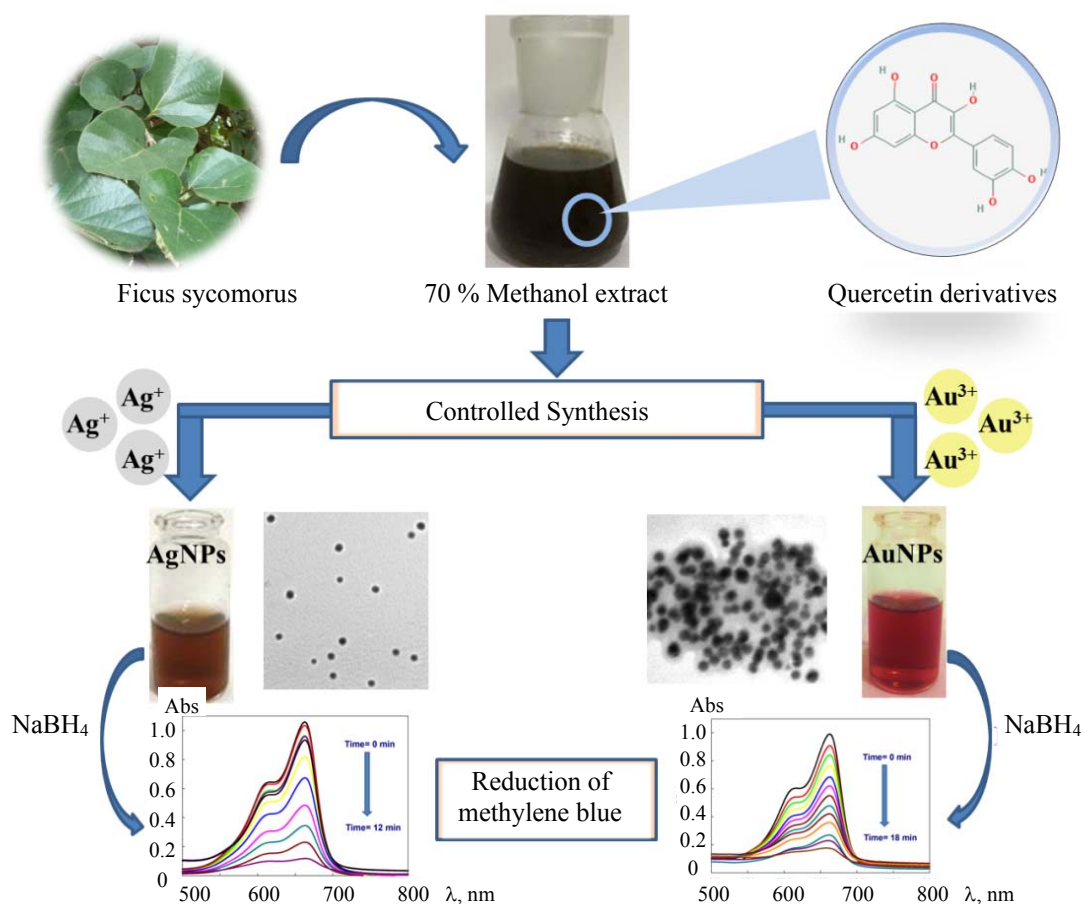 H
O
O
H
O
H
O
O
O
H
O
H
Ficus sycomorus
70 % Methanol extract
Quercetin derivatives
Ag⁺
Ag⁺
Ag⁺
Controlled Synthesis
Au³⁺
Au³⁺
Au³⁺
AgNPs
AuNPs
NaBH₄
Abs
1.0
0.8
0.6
0.4
0.2
0
Time= 0 min
Time= 12 min
500 600 700 800 λ, nm
Reduction of
methylene blue
Abs
1.0
0.8
0.6
0.4
0.2
0
Time= 0 min
Time= 18 min
500 600 700 800 λ, nm
NaBH₄